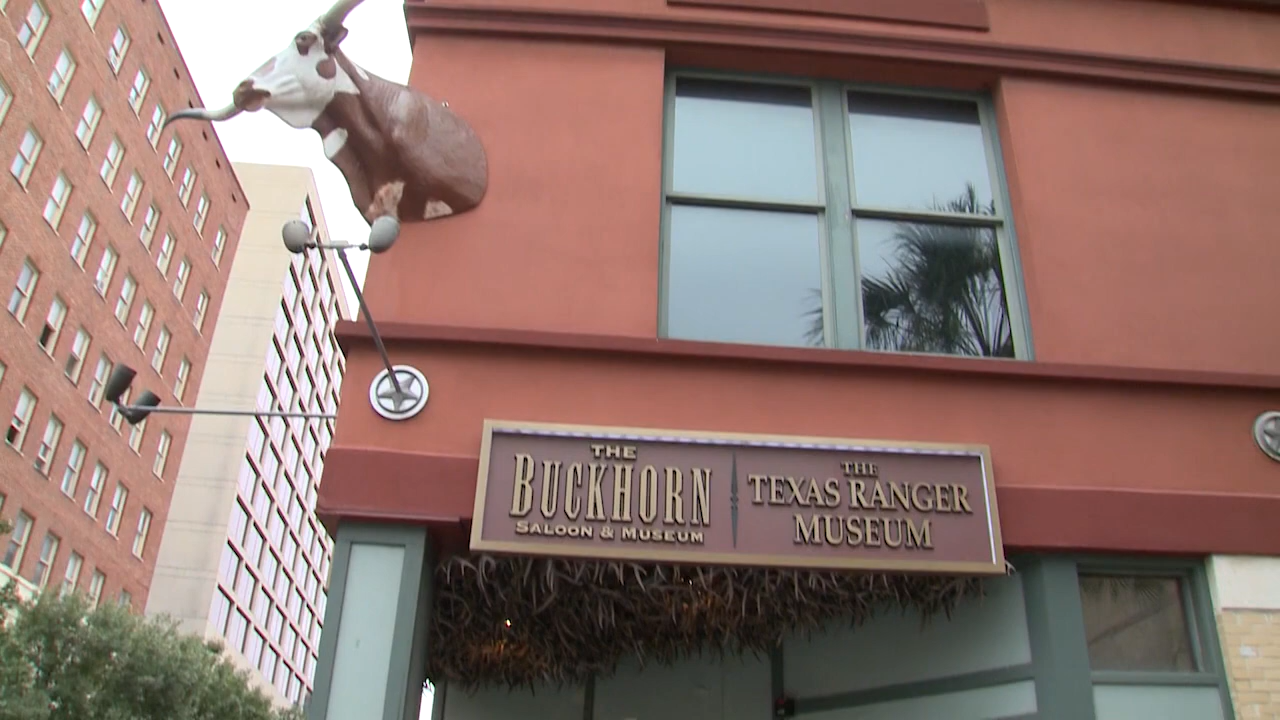 THE
BUCKHORN
SALOON & MUSEUM
THE
TEXAS RANGER
MUSEUM